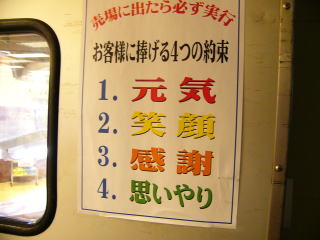 売場に出たら必ず実行
お客様に捧げる4つの約束
1. 元気
2. 笑顔
3. 感謝
4. 思いやり